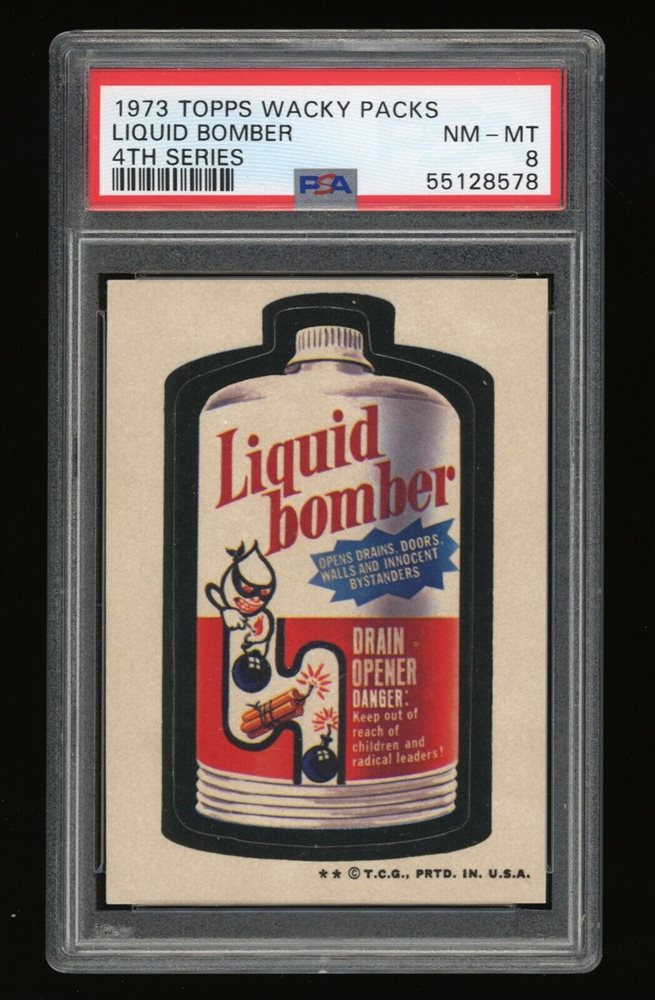 1973 TOPPS WACKY PACKS
LIQUID BOMBER NM - MT
4TH SERIES 8
PSA 55128578
Liquid
bomber
OPENS DRAINS, DOORS,
WALLS AND INNOCENT
BYSTANDERS
DRAIN
OPENER
DANGER:
Keep out of
reach of
children and
radical leaders!
** © T.C.G., PRTD. IN. U.S.A.